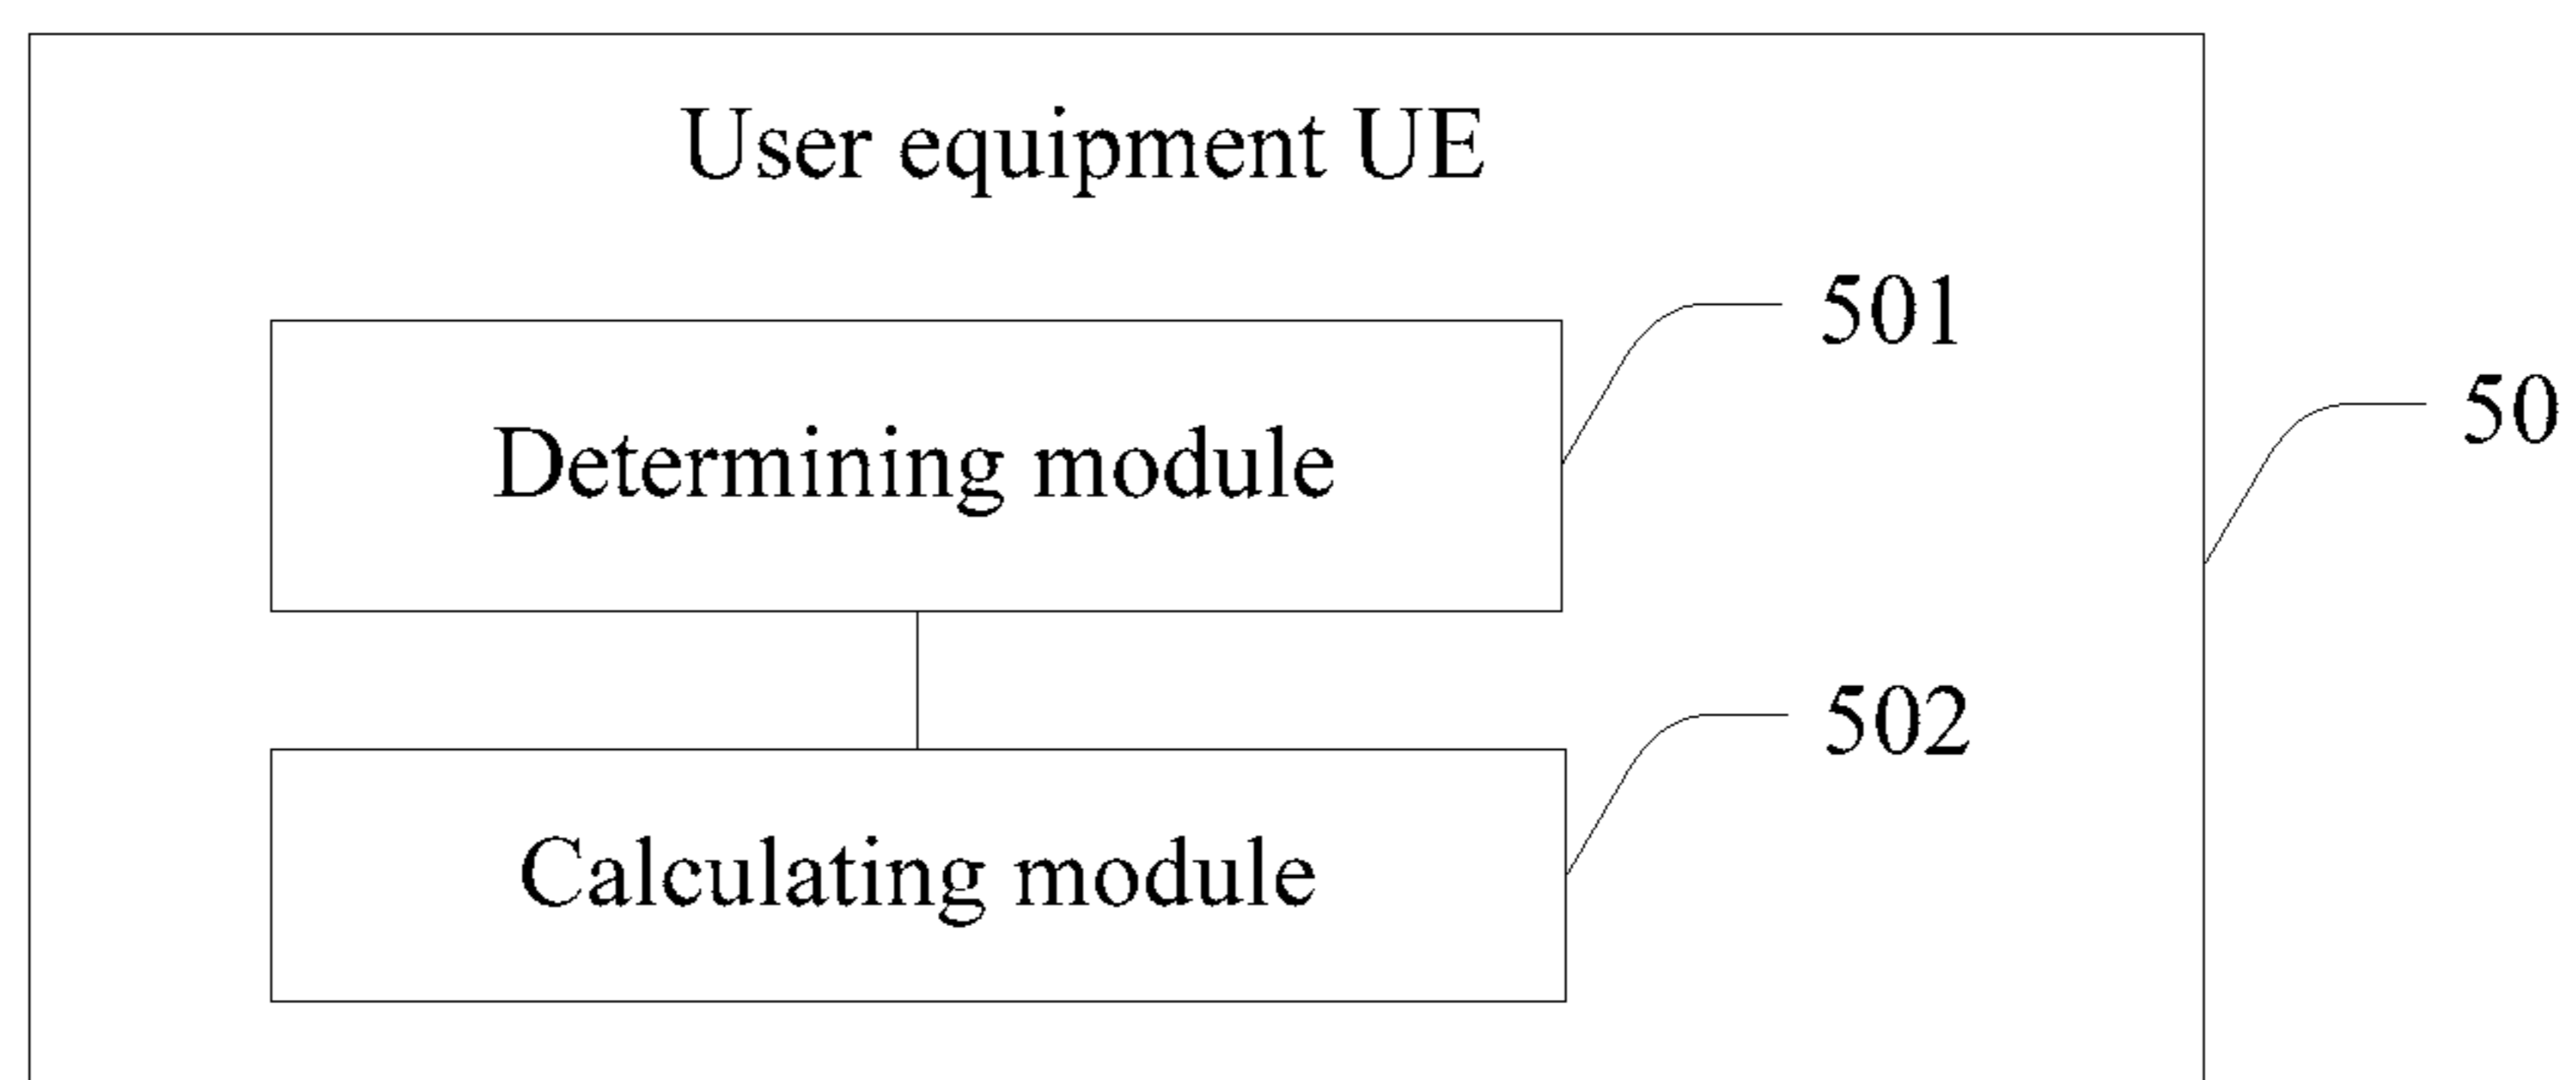 User equipment UE
501
50
Determining module
502
Calculating module